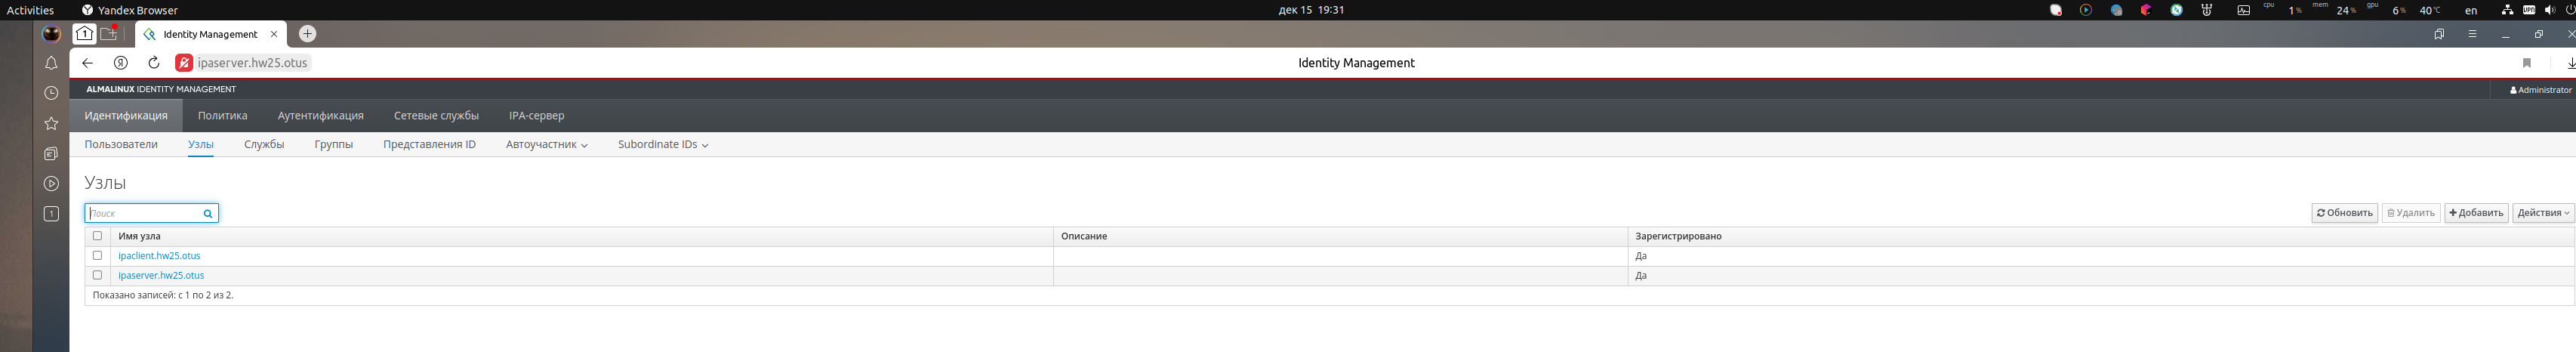 Activities Yandex Browser дек 15 19:31 cpu 1% mem 24% gpu 6% 40°C en VPN
1 Identity Management
ipaserver.hw25.otus Identity Management
ALMALINUX IDENTITY MANAGEMENT Administrator
Идентификация Политика Аутентификация Сетевые службы IPA-сервер
Пользователи Узлы Службы Группы Представления ID Автоучастник Subordinate IDs
Узлы
1
Поиск Обновить Удалить Добавить Действия
Имя узла Описание Зарегистрировано
ipaclient.hw25.otus Да
ipaserver.hw25.otus Да
Показано записей: с 1 по 2 из 2.